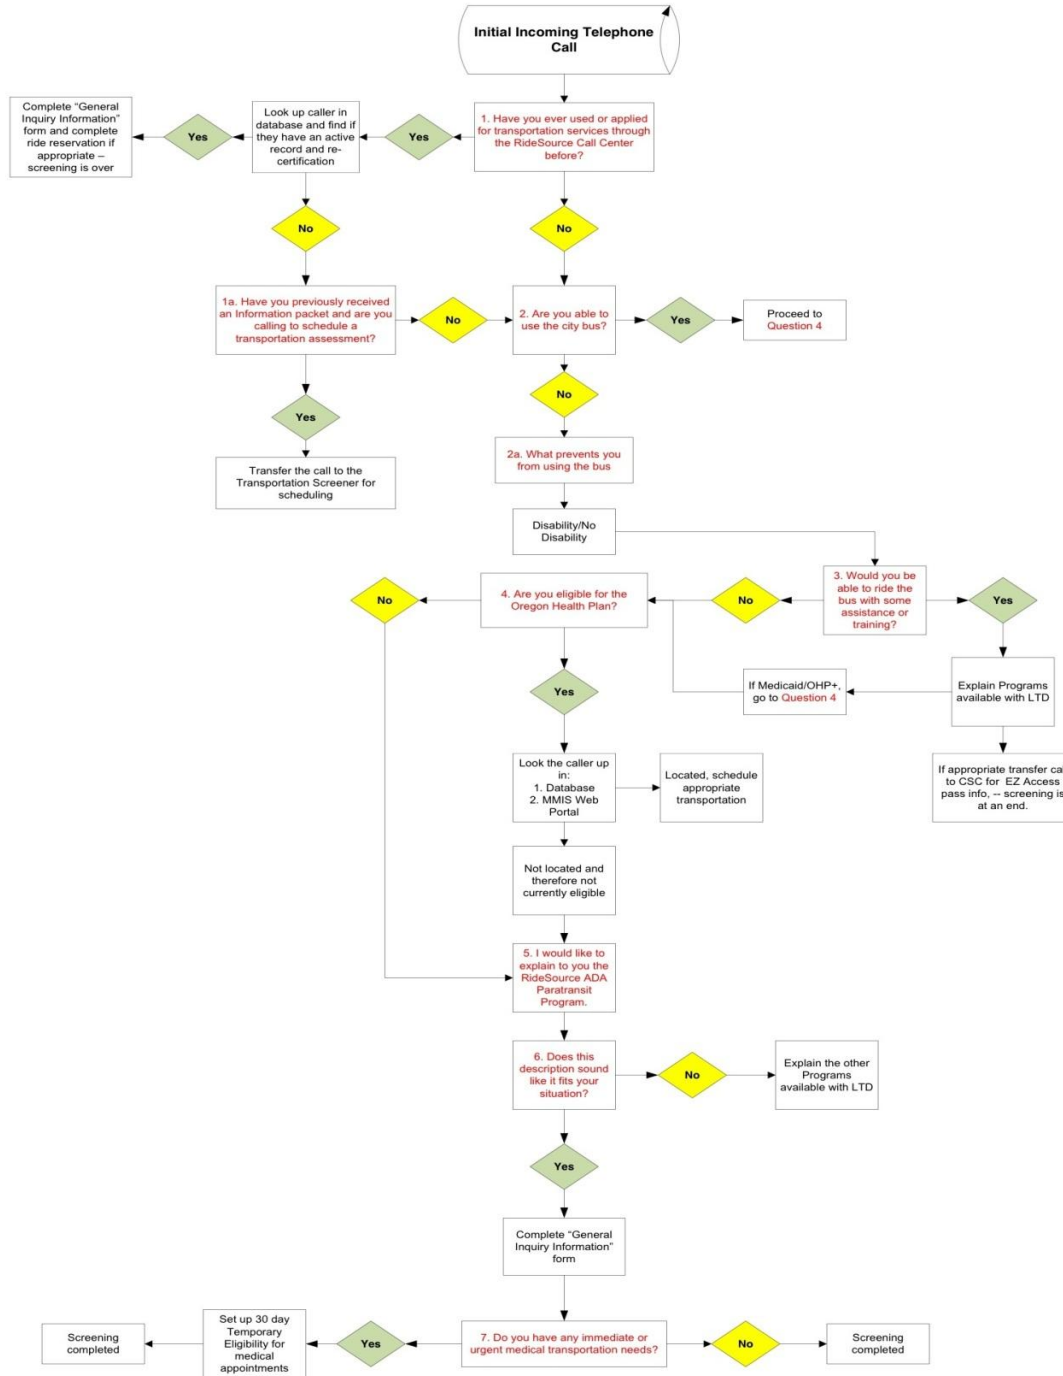 Initial Incoming Telephone
Call
Complete “General
Inquiry Information”
form and complete
ride reservation if
appropriate –
screening is over
Yes
Look up caller in
database and find if
they have an active
record and re-
certification
Yes
1. Have you ever used or applied
for transportation services through
the RideSource Call Center
before?
No
No
1a. Have you previously received
an Information packet and are you
calling to schedule a
transportation assessment?
No
2. Are you able to
use the city bus?
Yes
Proceed to
Question 4
Yes
No
Transfer the call to the
Transportation Screener for
scheduling
2a. What prevents you
from using the bus
Disability/No
Disability
No
4. Are you eligible for the
Oregon Health Plan?
No
3. Would you be
able to ride the
bus with some
assistance or
training?
Yes
Yes
If Medicaid/OHP+,
go to Question 4
Explain Programs
available with LTD
Look the caller up
in:
1. Database
2. MMIS Web
Portal
Located, schedule
appropriate
transportation
If appropriate transfer cal
to CSC for EZ Access
pass info, -- screening is
at an end.
Not located and
therefore not
currently eligible
5. I would like to
explain to you the
RideSource ADA
Paratransit
Program.
6. Does this
description sound
like it fits your
situation?
No
Explain the other
Programs
available with LTD
Yes
Complete “General
Inquiry Information”
form
Screening
completed
Set up 30 day
Temporary
Eligibility for
medical
appointments
Yes
7. Do you have any immediate or
urgent medical transportation needs?
No
Screening
completed